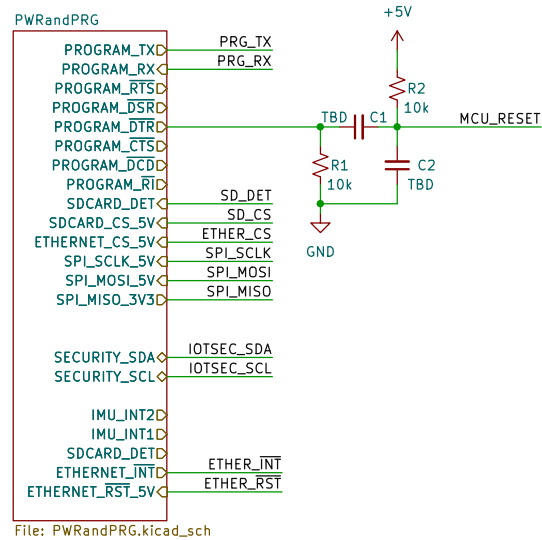 PWRandPRG
+5V
PROGRAM_TX PRG_TX
PROGRAM_RX PRG_RX
PROGRAM_RTS R2
PROGRAM_DSR 10k
TBD C1 MCU_RESET
PROGRAM_DTR
PROGRAM_CTS
PROGRAM_DCD R1 C2
PROGRAM_RI 10k TBD
SDCARD_DET SD_DET
SDCARD_CS_5V SD_CS
ETHERNET_CS_5V ETHER_CS
GND
SPI_SCLK_5V SPI_SCLK
SPI_MOSI_5V SPI_MOSI
SPI_MISO_3V3 SPI_MISO
SECURITY_SDA IOTSEC_SDA
SECURITY_SCL IOTSEC_SCL
IMU_INT2
IMU_INT1
SDCARD_DET
ETHERNET_INT ETHER_INT
ETHERNET_RST_5V ETHER_RST
File: PWRandPRG.kicad_sch